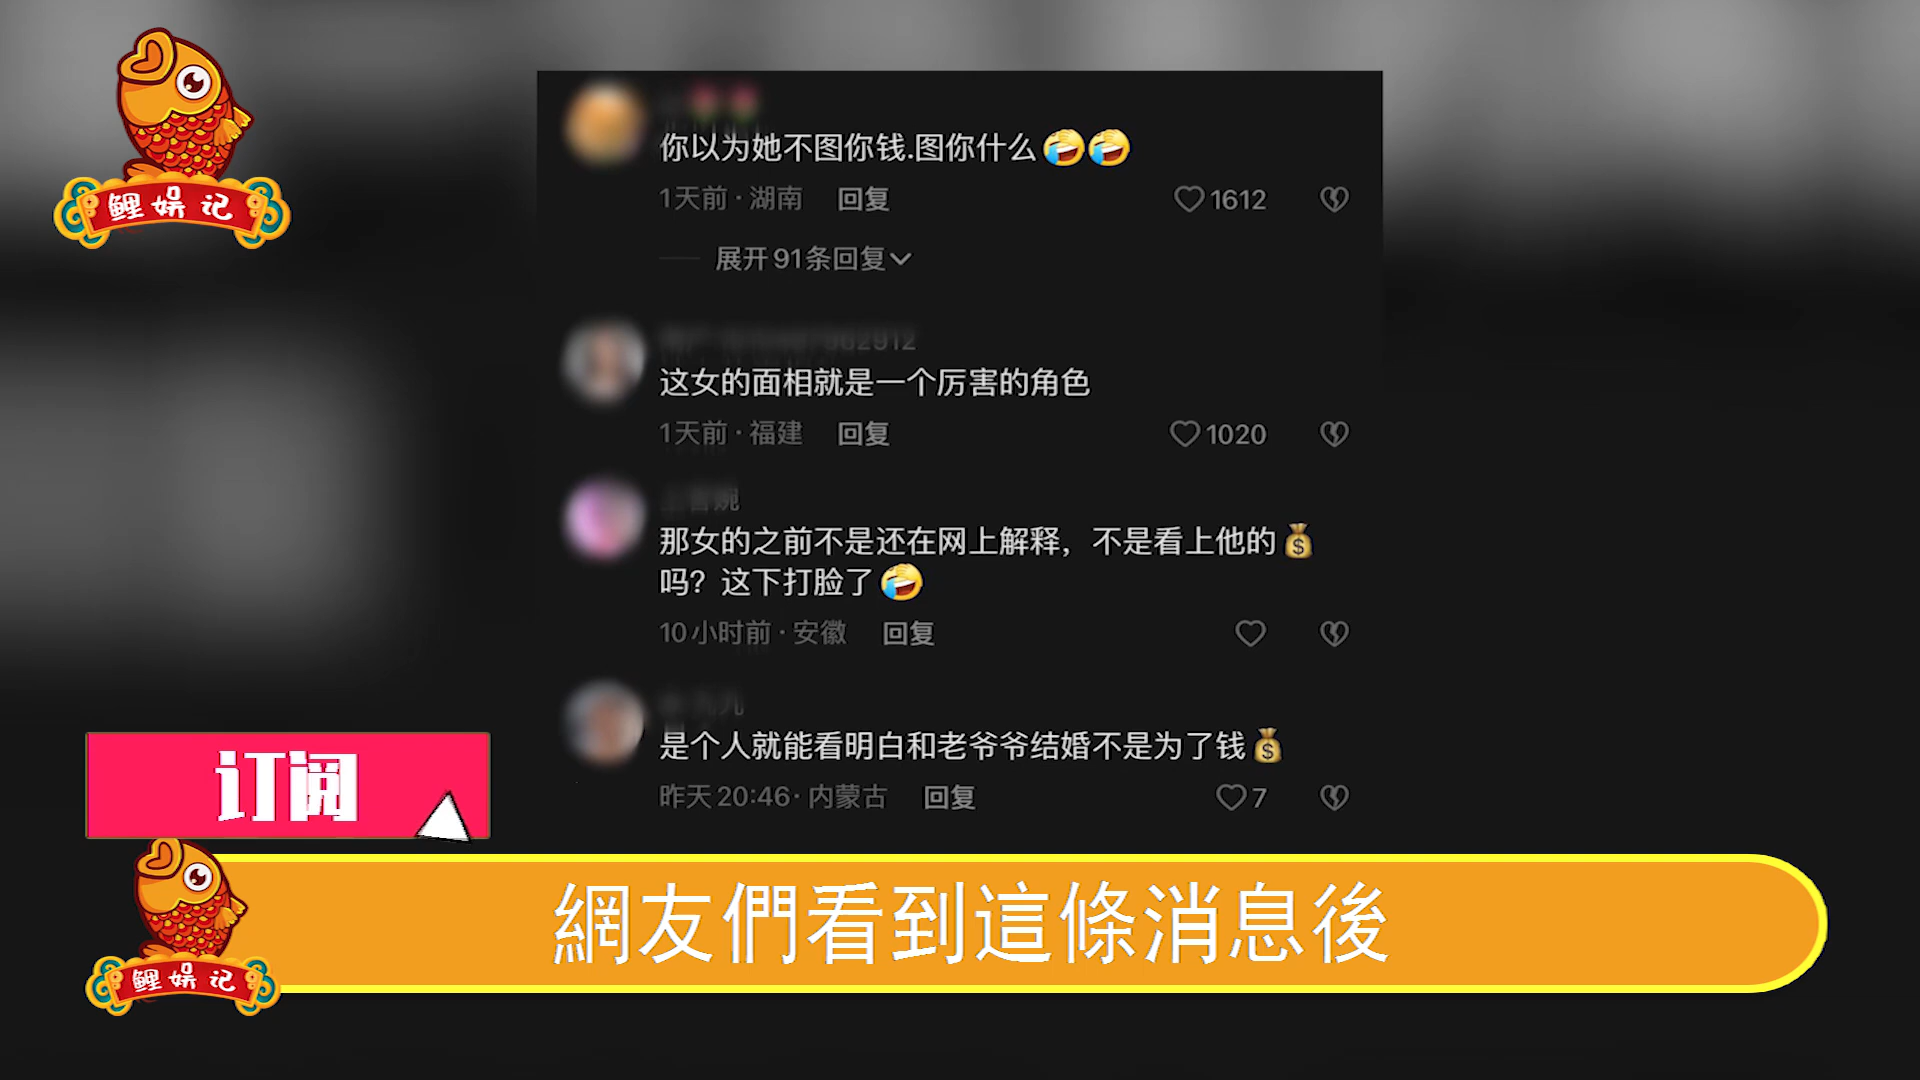 鲤娱记
你以为她不图你钱.图你什么🤣🤣
1天前·湖南 回复 1612
展开91条回复
这女的面相就是一个厉害的角色
1天前·福建 回复 1020
那女的之前不是还在网上解释，不是看上他的💰
吗？这下打脸了🤣
10小时前·安徽 回复
是个人就能看明白和老爷爷结婚不是为了钱💰
昨天20:46·内蒙古 回复 7
订阅
網友們看到這條消息後
鲤娱记